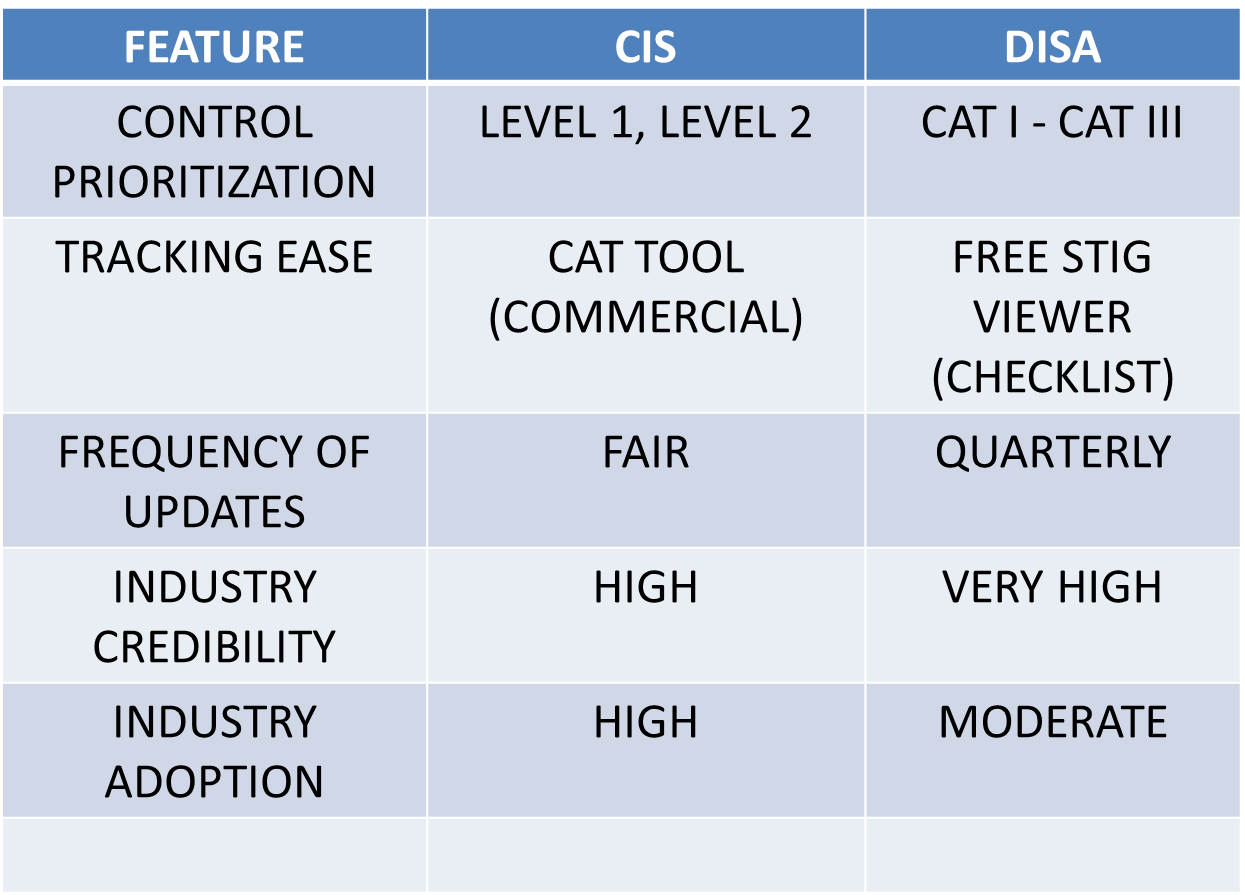 FEATURE CIS DISA
CONTROL PRIORITIZATION LEVEL 1, LEVEL 2 CAT I - CAT III
TRACKING EASE CAT TOOL (COMMERCIAL) FREE STIG VIEWER (CHECKLIST)
FREQUENCY OF UPDATES FAIR QUARTERLY
INDUSTRY CREDIBILITY HIGH VERY HIGH
INDUSTRY ADOPTION HIGH MODERATE